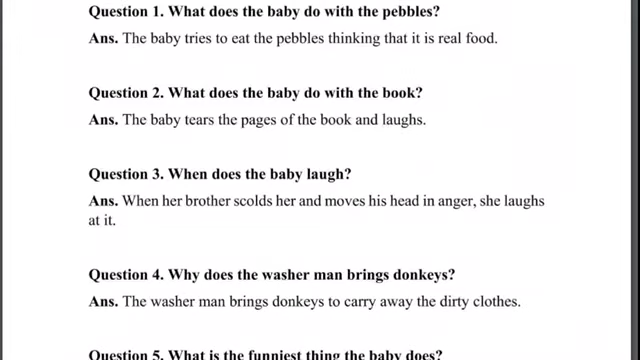 Question 1. What does the baby do with the pebbles?
Ans. The baby tries to eat the pebbles thinking that it is real food.
Question 2. What does the baby do with the book?
Ans. The baby tears the pages of the book and laughs.
Question 3. When does the baby laugh?
Ans. When her brother scolds her and moves his head in anger, she laughs
at it.
Question 4. Why does the washer man brings donkeys?
Ans. The washer man brings donkeys to carry away the dirty clothes.
Question 5. What is the funniest thing the baby does?